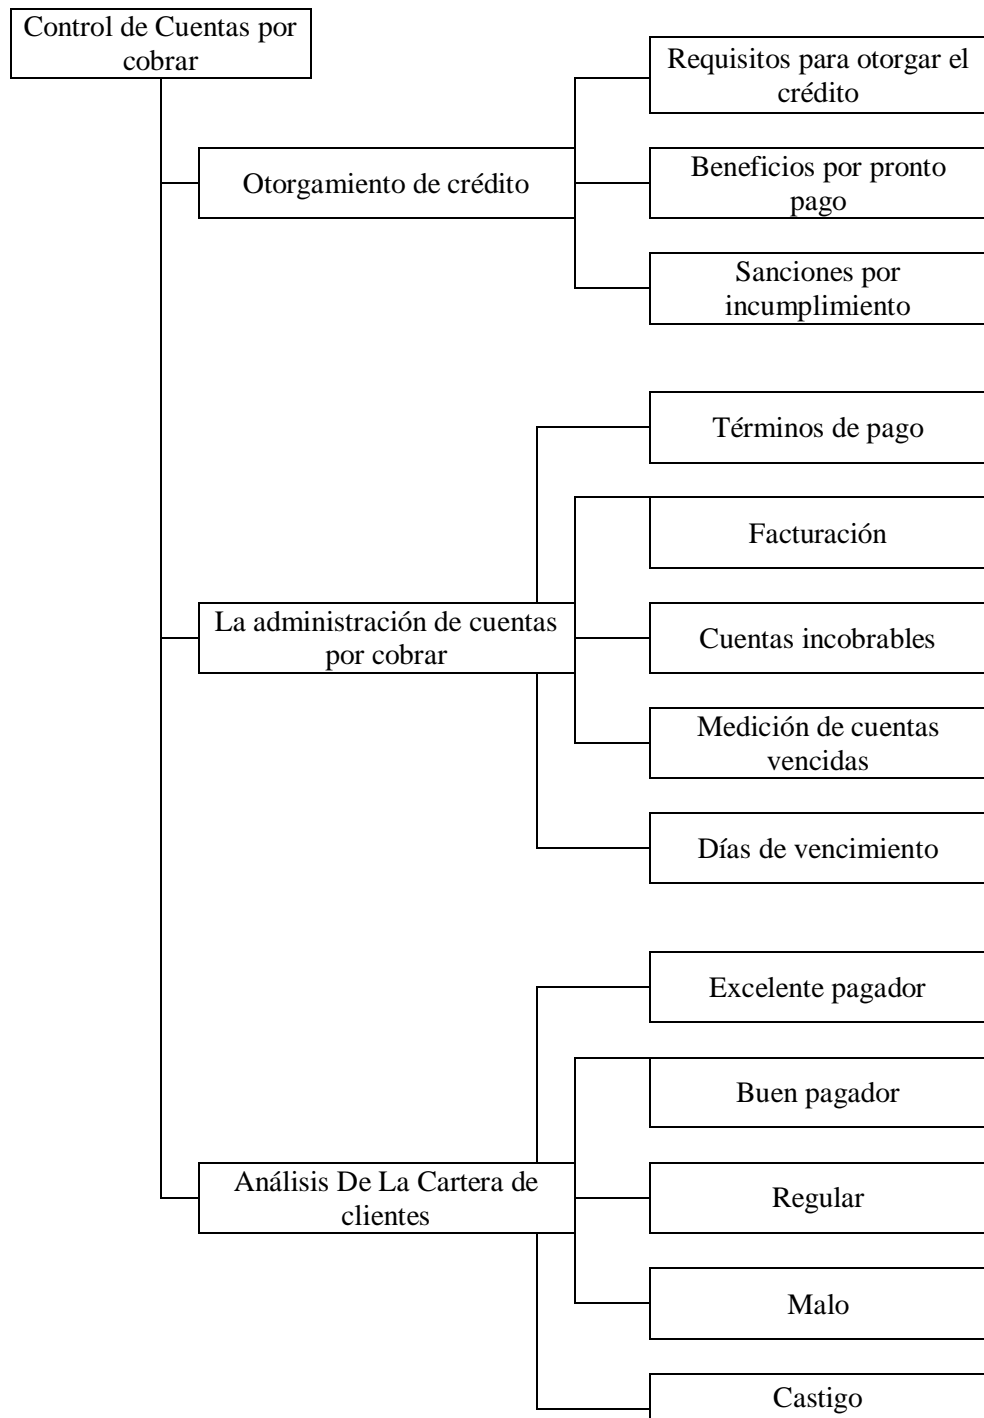 Control de Cuentas por
cobrar
Requisitos para otorgar el
crédito
Otorgamiento de crédito
Beneficios por pronto
pago
Sanciones por
incumplimiento
Términos de pago
Facturación
La administración de cuentas
por cobrar
Cuentas incobrables
Medición de cuentas
vencidas
Días de vencimiento
Excelente pagador
Buen pagador
Análisis De La Cartera de
clientes
Regular
Malo
Castigo